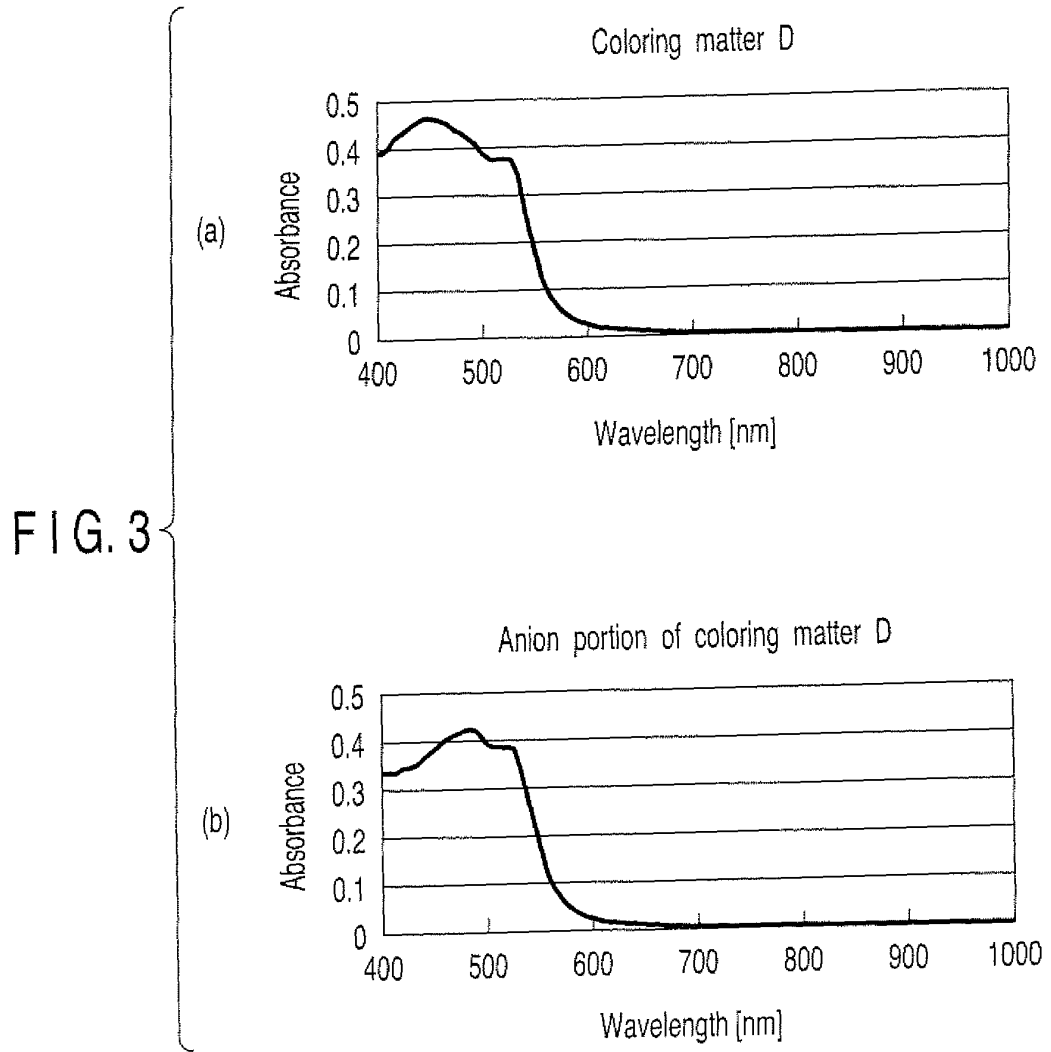 FIG. 3
(a)
Coloring matter D
Absorbance
0.5
0.4
0.3
0.2
0.1
0
400 500 600 700 800 900 1000
Wavelength [nm]
(b)
Anion portion of coloring matter D
Absorbance
0.5
0.4
0.3
0.2
0.1
0
400 500 600 700 800 900 1000
Wavelength [nm]